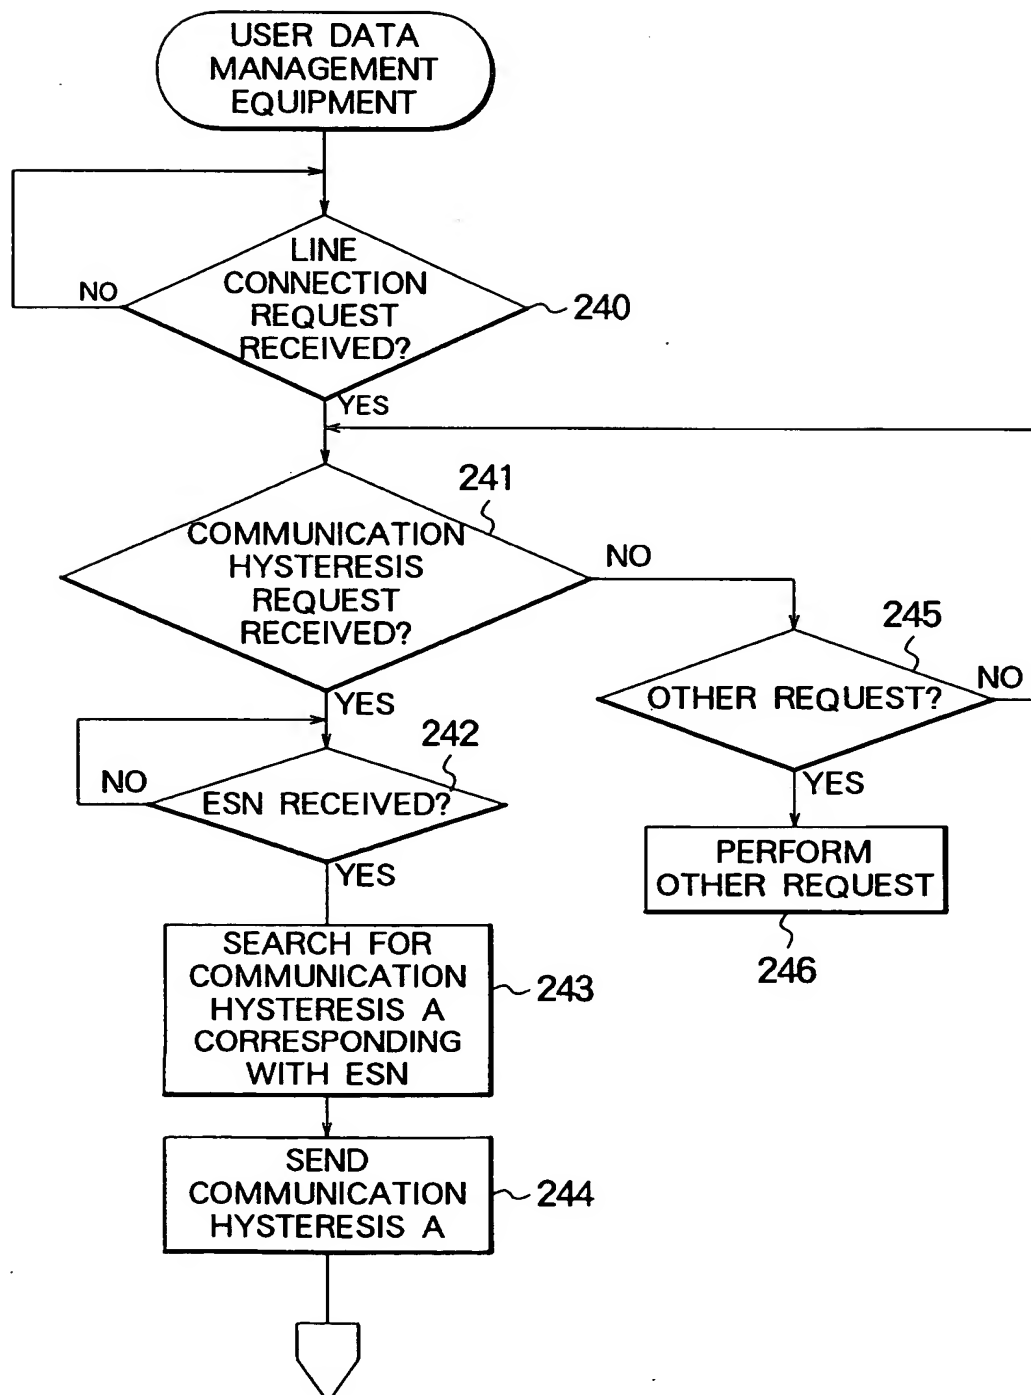 USER DATA
MANAGEMENT
EQUIPMENT
LINE
CONNECTION
REQUEST
RECEIVED?
NO
240
YES
241
COMMUNICATION
HYSTERESIS
REQUEST
RECEIVED?
NO
YES
245
OTHER REQUEST?
NO
YES
242
ESN RECEIVED?
NO
YES
PERFORM
OTHER REQUEST
246
SEARCH FOR
COMMUNICATION
HYSTERESIS A
CORRESPONDING
WITH ESN
243
SEND
COMMUNICATION
HYSTERESIS A
244